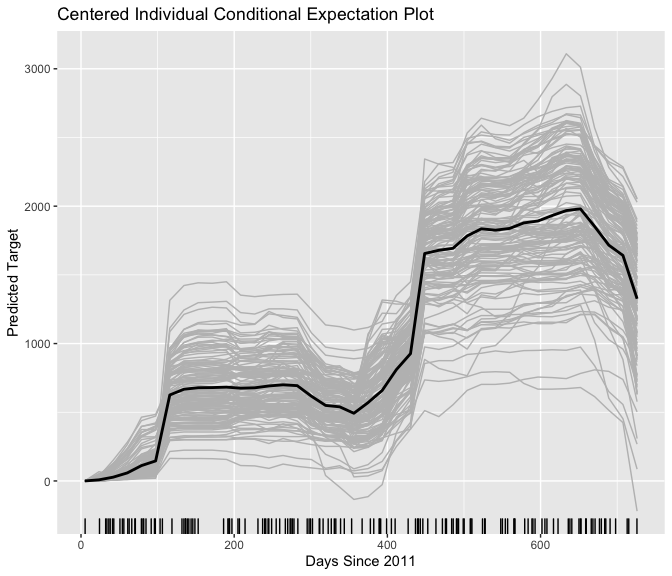 Centered Individual Conditional Expectation Plot
3000
2000
1000
0
Predicted Target
0 200 400 600
Days Since 2011